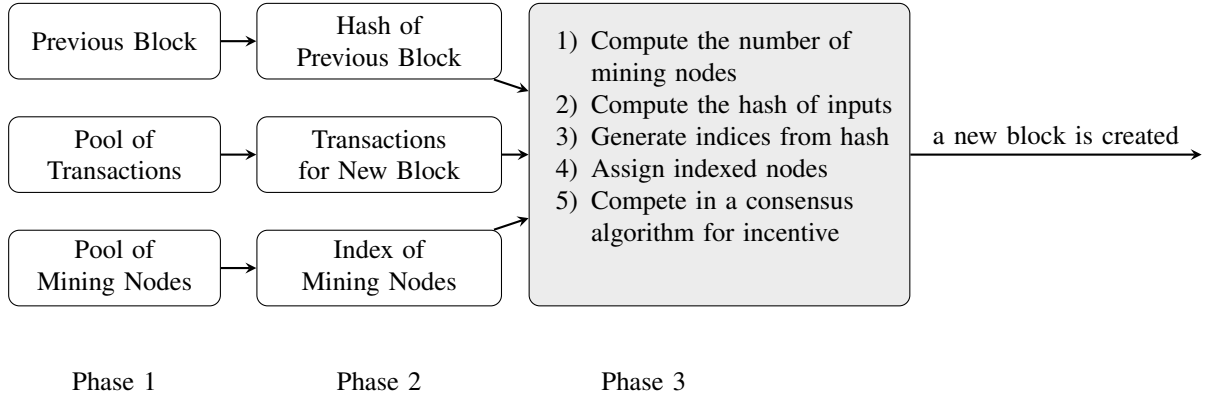 Previous Block
Hash of
Previous Block
Pool of
Transactions
Transactions
for New Block
Pool of
Mining Nodes
Index of
Mining Nodes
1) Compute the number of
mining nodes
2) Compute the hash of inputs
3) Generate indices from hash
4) Assign indexed nodes
5) Compete in a consensus
algorithm for incentive
a new block is created
Phase 1
Phase 2
Phase 3